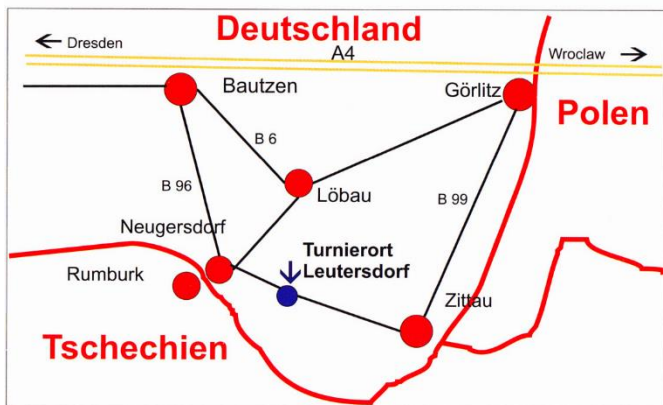 Deutschland
Dresden
A4
Wroclaw
Bautzen
Görlitz
Polen
B 6
B 96
Löbau
B 99
Neugersdorf
Turnierort
Leutersdorf
Rumburk
Zittau
Tschechien